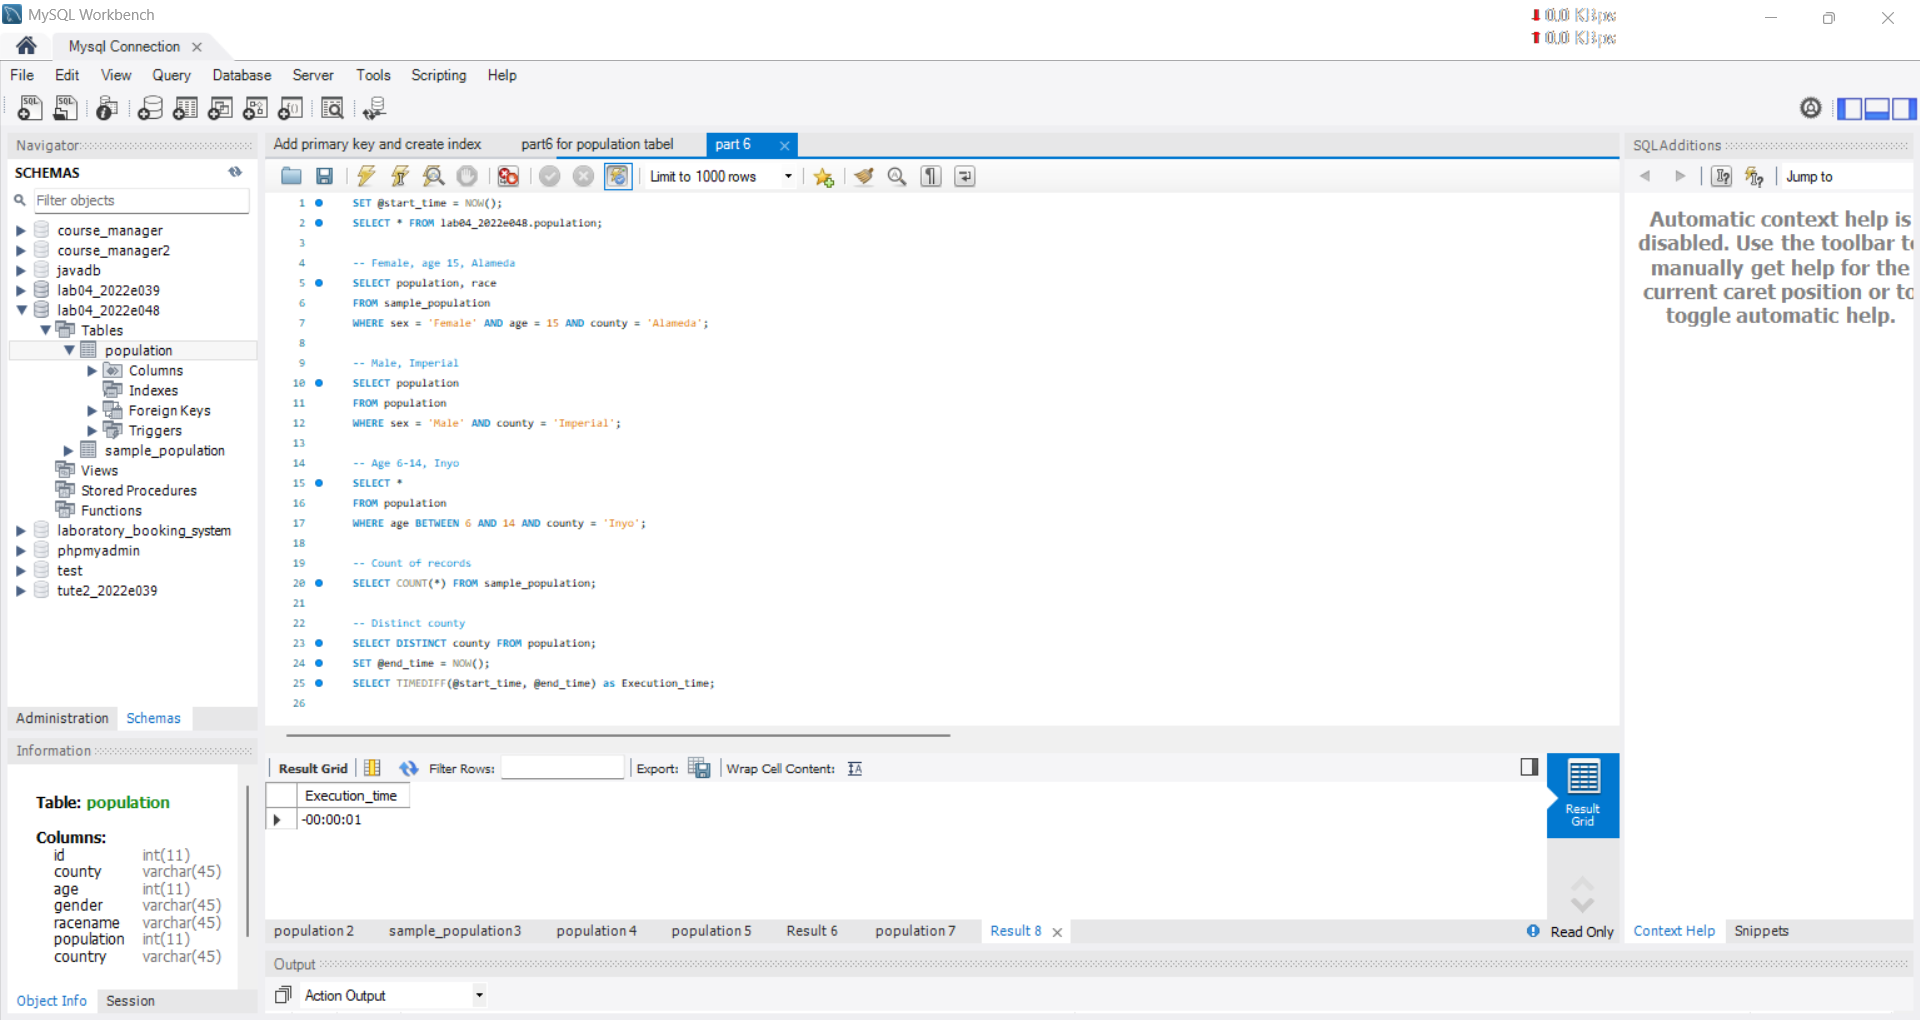 MySQL Workbench
0.0 KBps
0.0 KBps
Mysql Connection
File Edit View Query Database Server Tools Scripting Help
Navigator
SCHEMAS
Filter objects
course_manager
course_manager2
javadb
lab04_2022e039
lab04_2022e048
Tables
population
Columns
Indexes
Foreign Keys
Triggers
sample_population
Views
Stored Procedures
Functions
laboratory_booking_system
phpmyadmin
test
tute2_2022e039
Administration Schemas
Information
Table: population
Columns:
id int(11)
county varchar(45)
age int(11)
gender varchar(45)
racename varchar(45)
population int(11)
country varchar(45)
Object Info Session
Add primary key and create index part6 for population tabel part 6
Limit to 1000 rows
1 SET @start_time = NOW();
2 SELECT * FROM lab04_2022e048.population;
3
4 -- Female, age 15, Alameda
5 SELECT population, race
6 FROM sample_population
7 WHERE sex = 'Female' AND age = 15 AND county = 'Alameda';
8
9 -- Male, Imperial
10 SELECT population
11 FROM population
12 WHERE sex = 'Male' AND county = 'Imperial';
13
14 -- Age 6-14, Inyo
15 SELECT *
16 FROM population
17 WHERE age BETWEEN 6 AND 14 AND county = 'Inyo';
18
19 -- Count of records
20 SELECT COUNT(*) FROM sample_population;
21
22 -- Distinct county
23 SELECT DISTINCT county FROM population;
24 SET @end_time = NOW();
25 SELECT TIMEDIFF(@start_time, @end_time) as Execution_time;
26
Result Grid Filter Rows: Export: Wrap Cell Content:
Execution_time
-00:00:01
Result
Grid
population 2 sample_population3 population 4 population 5 Result 6 population 7 Result 8
Read Only
Output
Action Output
SQLAdditions
Jump to
Automatic context help is
disabled. Use the toolbar to
manually get help for the
current caret position or to
toggle automatic help.
Context Help Snippets